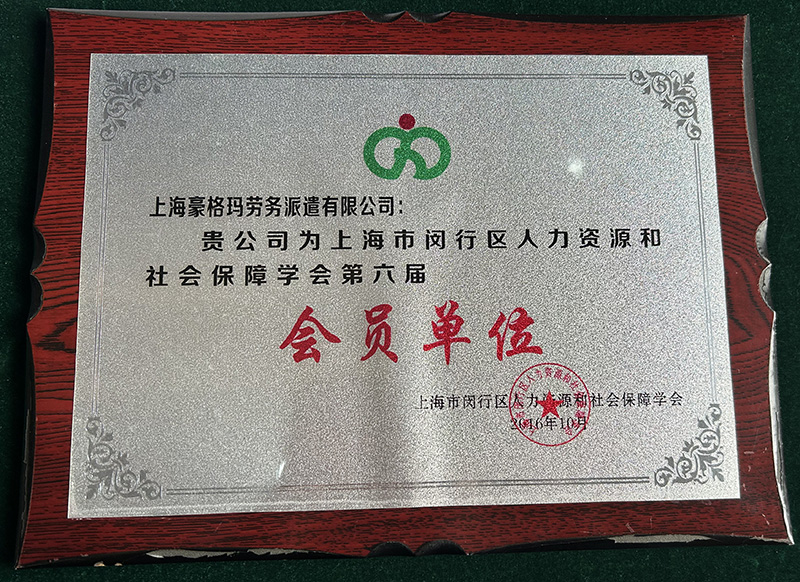 上海豪格玛劳务派遣有限公司：
贵公司为上海市闵行区人力资源和
社会保障学会第六届
会员单位
上海市闵行区人力资源和社会保障学会
2016年10月